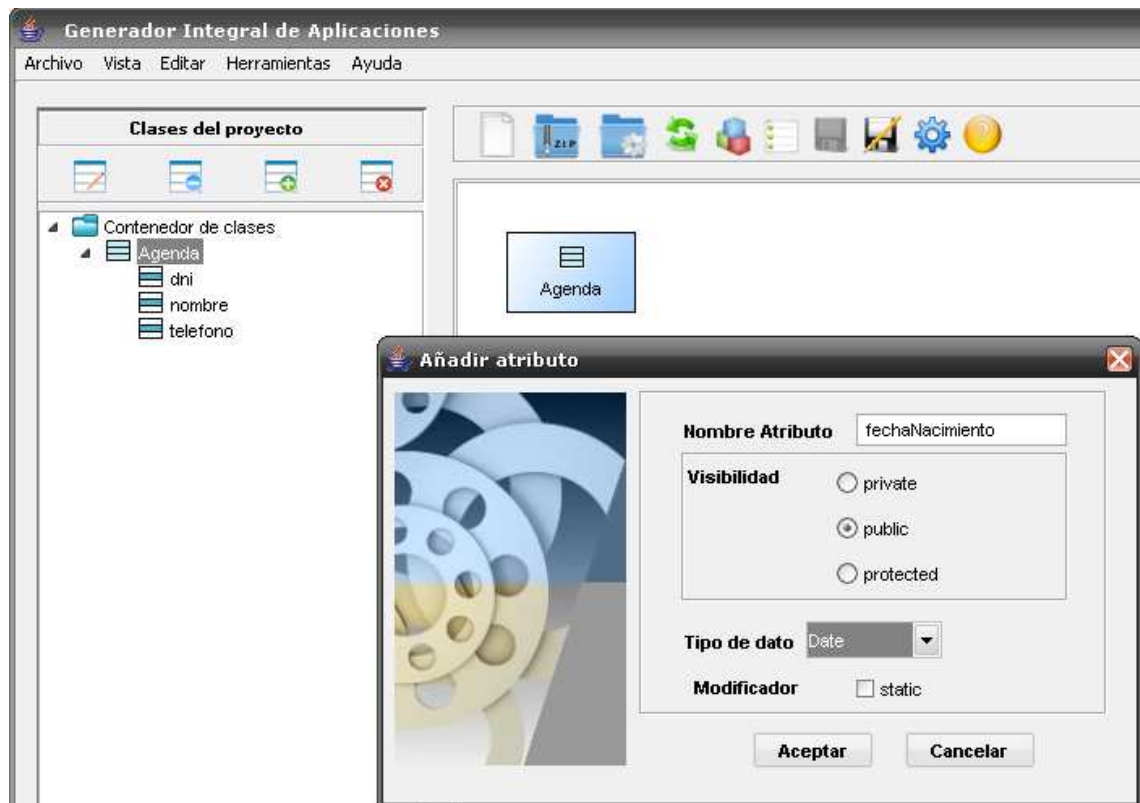 Generador Integral de Aplicaciones
Archivo Vista Editar Herramientas Ayuda
Clases del proyecto
ZIP
Contenedor de clases
Agenda
dni
nombre
telefono
Agenda
Añadir atributo
Nombre Atributo fechaNacimiento
Visibilidad private
public
protected
Tipo de dato Date
Modificador static
Aceptar Cancelar